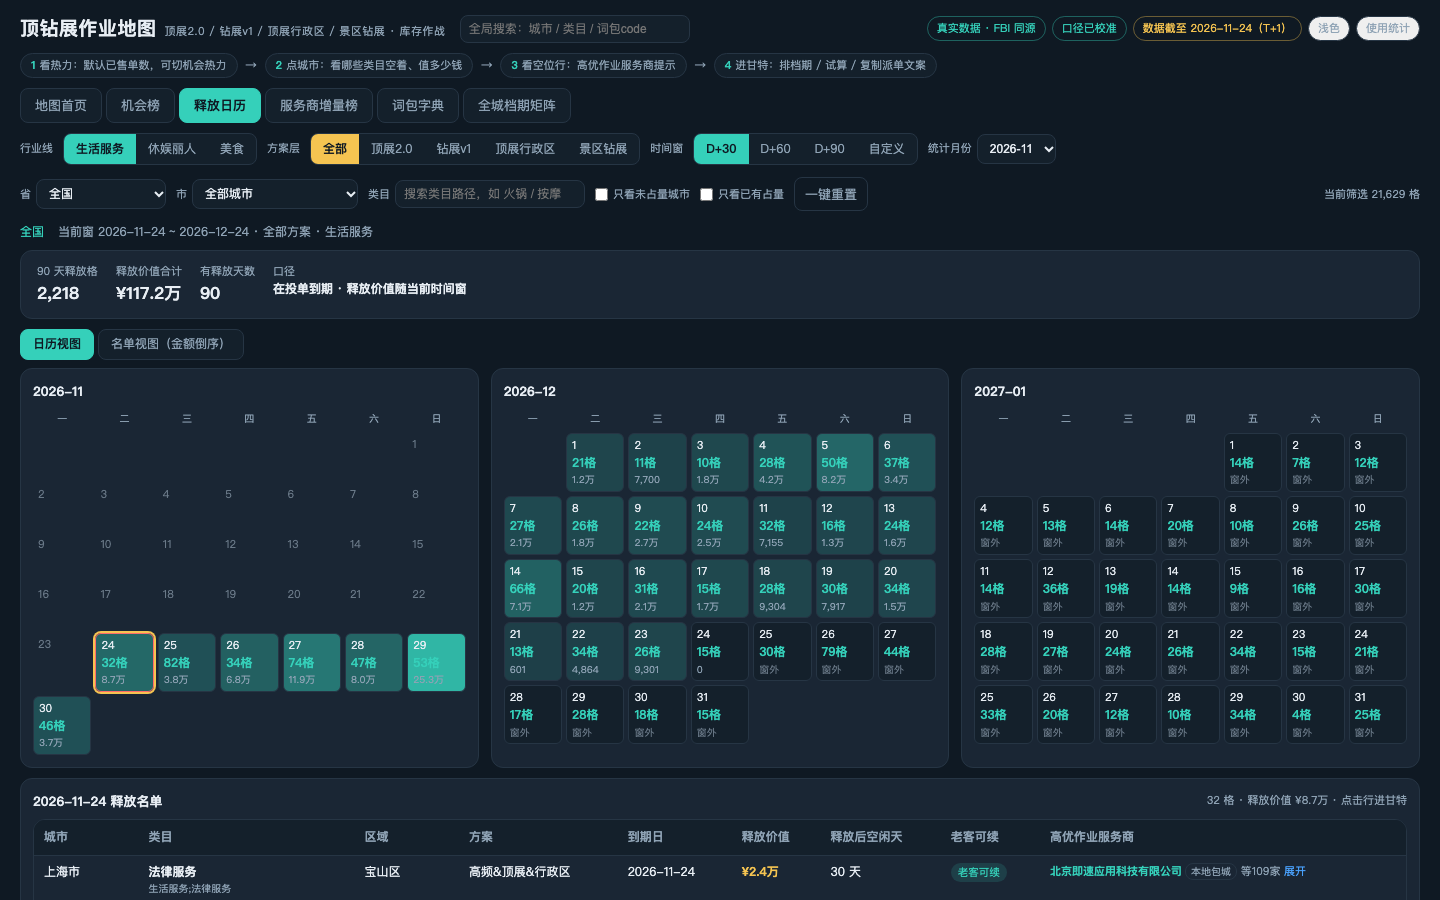 顶钻展作业地图 顶展2.0 / 钻展v1 / 顶展行政区 / 景区钻展 · 库存作战 全局搜索：城市 / 类目 / 词包code 真实数据 · FBI 同源 口径已校准 数据截至 2026-11-24（T+1） 浅色 使用统计
1 看热力：默认已售单数，可切机会热力 → 2 点城市：看哪些类目空着、值多少钱 → 3 看空位行：高优作业服务商提示 → 4 进甘特：排档期 / 试算 / 复制派单文案
地图首页 机会榜 释放日历 服务商增量榜 词包字典 全城档期矩阵
行业线 生活服务 休娱丽人 美食 方案层 全部 顶展2.0 钻展v1 顶展行政区 景区钻展 时间窗 D+30 D+60 D+90 自定义 统计月份 2026-11
省 全国 市 全部城市 类目 搜索类目路径，如 火锅 / 按摩 只看未占量城市 只看已有占量 一键重置 当前筛选 21,629 格
全国 当前窗 2026-11-24 ~ 2026-12-24 · 全部方案 · 生活服务
90 天释放格 释放价值合计 有释放天数 口径
2,218 ¥117.2万 90 在投单到期 · 释放价值随当前时间窗
日历视图 名单视图（金额倒序）
2026-11
一 二 三 四 五 六 日
1
2 3 4 5 6 7 8
9 10 11 12 13 14 15
16 17 18 19 20 21 22
23 24 25 26 27 28 29
32格 82格 34格 74格 47格 53格
8.7万 3.8万 6.8万 11.9万 8.0万 25.3万
30
46格
3.7万
2026-12
一 二 三 四 五 六 日
1 2 3 4 5 6
21格 11格 10格 28格 50格 37格
1.2万 7,700 1.8万 4.2万 8.2万 3.4万
7 8 9 10 11 12 13
27格 26格 22格 24格 32格 16格 24格
2.1万 1.8万 2.7万 2.5万 7,155 1.3万 1.6万
14 15 16 17 18 19 20
66格 20格 31格 15格 28格 30格 34格
7.1万 1.2万 2.1万 1.7万 9,304 7,917 1.5万
21 22 23 24 25 26 27
13格 34格 26格 15格 30格 79格 44格
601 4,864 9,301 0 窗外 窗外 窗外
28 29 30 31
17格 28格 18格 15格
窗外 窗外 窗外 窗外
2027-01
一 二 三 四 五 六 日
1 2 3
14格 7格 12格
窗外 窗外 窗外
4 5 6 7 8 9 10
12格 13格 14格 20格 10格 26格 25格
窗外 窗外 窗外 窗外 窗外 窗外 窗外
11 12 13 14 15 16 17
14格 36格 19格 14格 9格 16格 30格
窗外 窗外 窗外 窗外 窗外 窗外 窗外
18 19 20 21 22 23 24
28格 27格 24格 26格 34格 15格 21格
窗外 窗外 窗外 窗外 窗外 窗外 窗外
25 26 27 28 29 30 31
33格 20格 12格 10格 34格 4格 25格
窗外 窗外 窗外 窗外 窗外 窗外 窗外
2026-11-24 释放名单 32 格 · 释放价值 ¥8.7万 · 点击行进甘特
城市 类目 区域 方案 到期日 释放价值 释放后空闲天 老客可续 高优作业服务商
上海市 法律服务 宝山区 高频&顶展&行政区 2026-11-24 ¥2.4万 30 天 老客可续 北京即速应用科技有限公司 本地包城 等109家 展开
生活服务;法律服务